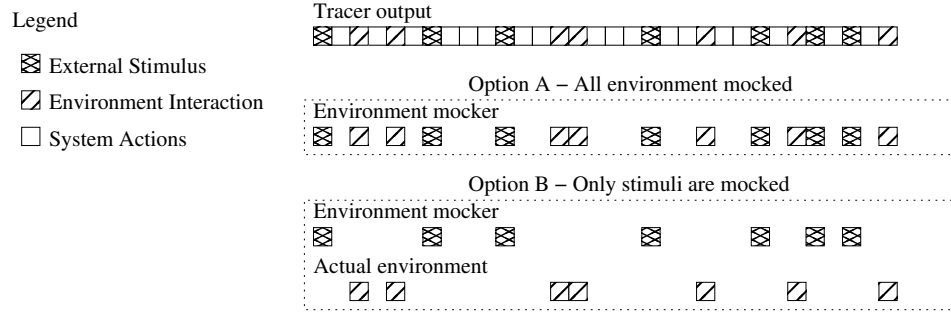 Legend
External Stimulus
Environment Interaction
System Actions
Tracer output
Option A − All environment mocked
Environment mocker
Option B − Only stimuli are mocked
Environment mocker
Actual environment